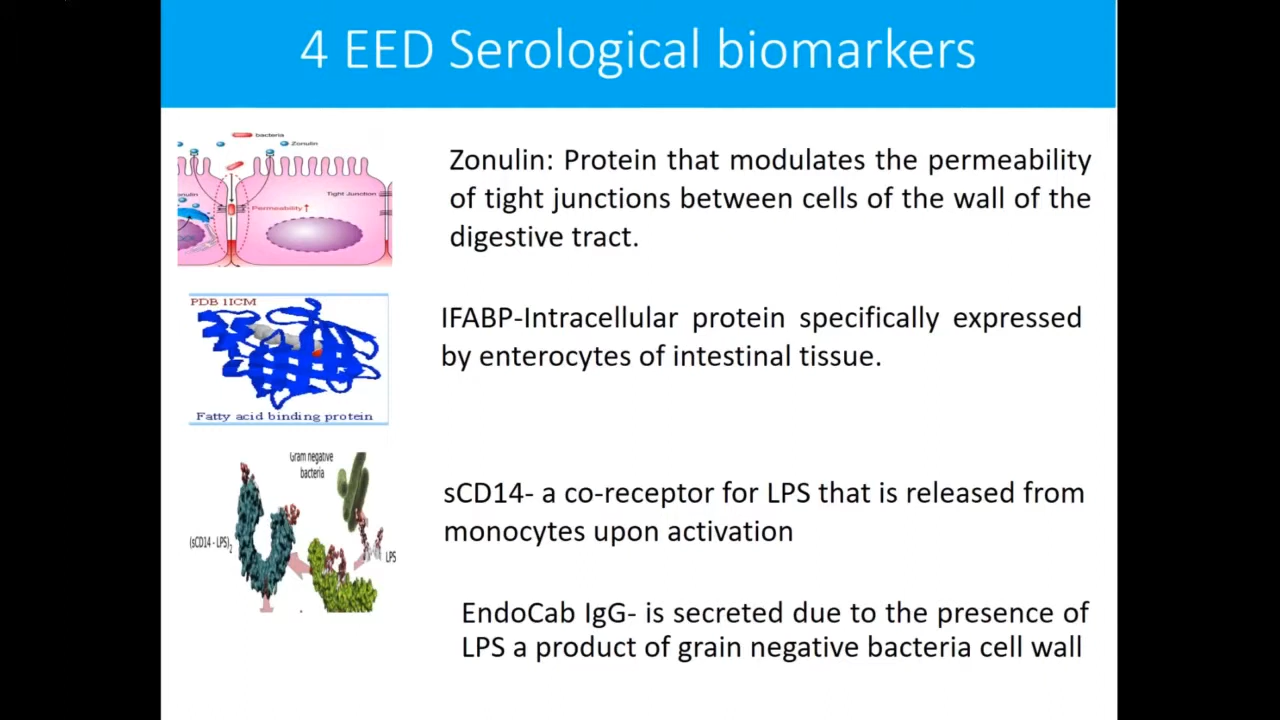 4 EED Serological biomarkers
bacteria
Zonulin
Tight Junction
Permeability↑
Zonulin: Protein that modulates the permeability
of tight junctions between cells of the wall of the
digestive tract.
PDB 1ICM
Fatty acid binding protein
IFABP-Intracellular protein specifically expressed
by enterocytes of intestinal tissue.
Gram negative
bacteria
(sCD14 - LPS)2
LPS
sCD14- a co-receptor for LPS that is released from
monocytes upon activation
EndoCab IgG- is secreted due to the presence of
LPS a product of grain negative bacteria cell wall